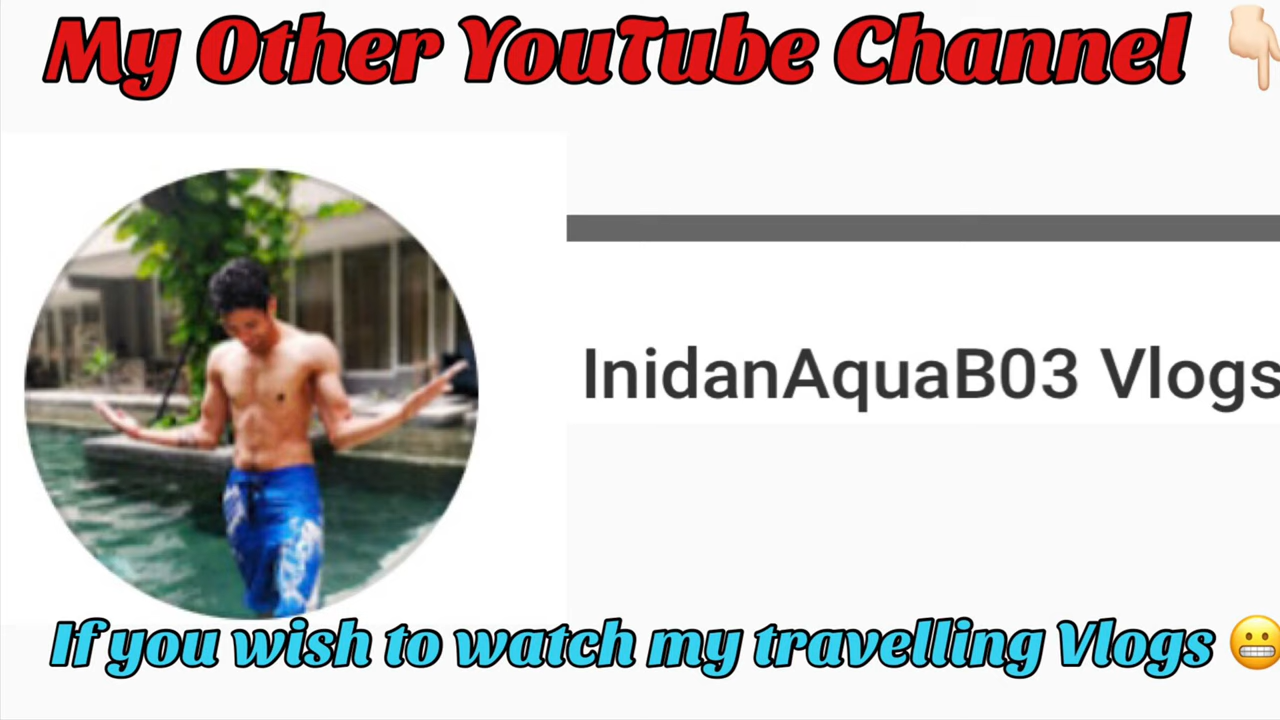 My Other YouTube Channel 👇🏻
InidanAquaB03 Vlogs
If you wish to watch my travelling Vlogs 😬